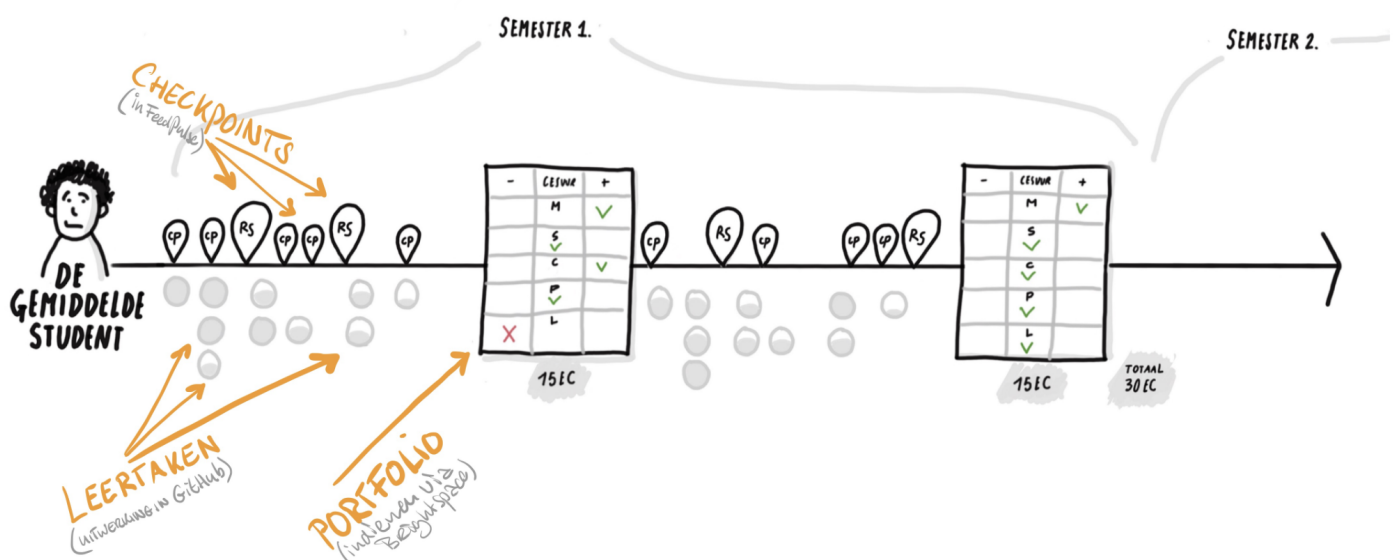 SEMESTER 1.
SEMESTER 2.
CHECKPOINTS
(in FeedPulse)
DE
GEMIDDELDE
STUDENT
CP
CP
RS
CP
CP
RS
CP
- CESUUR +
M
S
C
P
L
15 EC
CP
RS
CP
CP
CP
RS
- CESUUR +
M
S
C
P
L
15 EC
TOTAAL
30 EC
LEERTAKEN
(UITWERKING IN GITHUB)
PORTFOLIO
(indienen via
Brightspace)